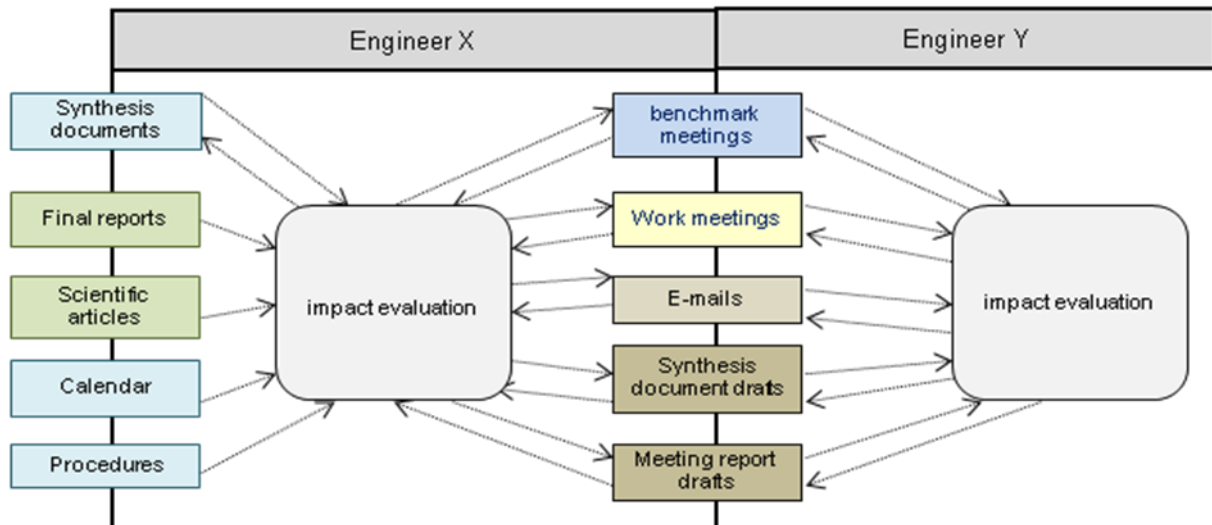 Engineer X
Engineer Y
Synthesis
documents
benchmark
meetings
Final reports
Work meetings
Scientific
articles
impact evaluation
E-mails
impact evaluation
Calendar
Synthesis
document drafts
Procedures
Meeting report
drafts